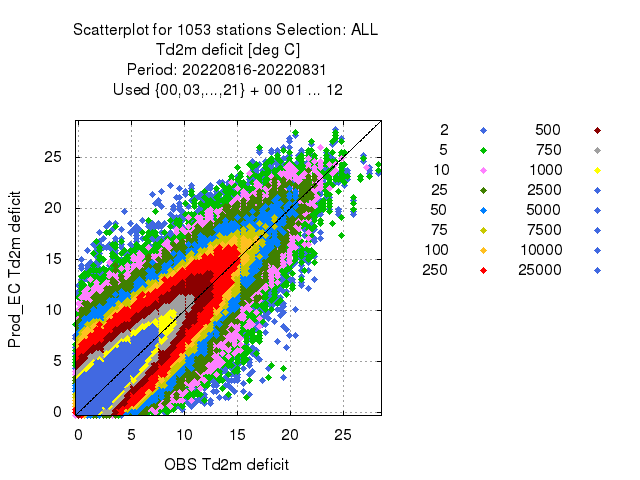 Scatterplot for 1053 stations Selection: ALL
Td2m deficit [deg C]
Period: 20220816-20220831
Used {00,03,...,21} + 00 01 ... 12
Prod_EC Td2m deficit
25
20
15
10
5
0
0 5 10 15 20 25
OBS Td2m deficit
2 500
5 750
10 1000
25 2500
50 5000
75 7500
100 10000
250 25000